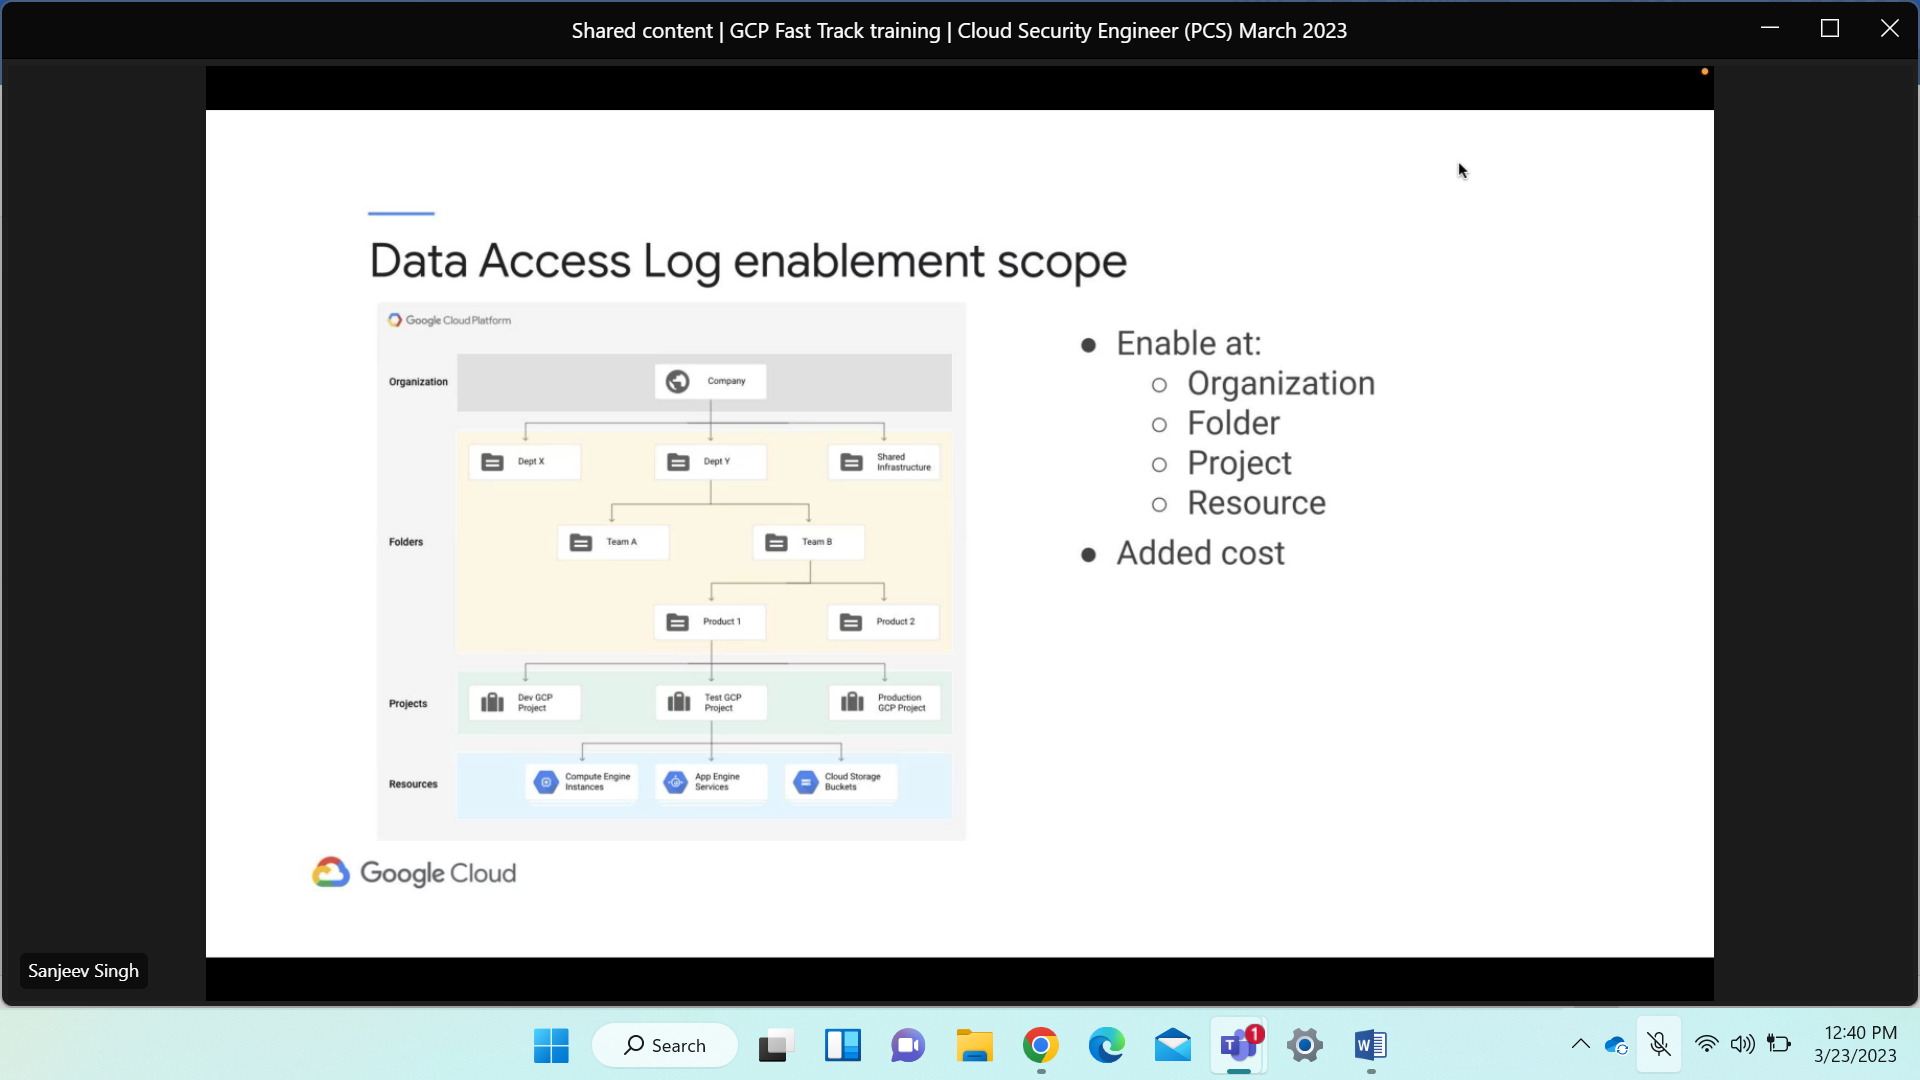 Shared content | GCP Fast Track training | Cloud Security Engineer (PCS) March 2023
Data Access Log enablement scope
Google Cloud Platform
Organization
Company
Dept X
Dept Y
Shared
Infrastructure
Folders
Team A
Team B
Product 1
Product 2
Projects
Dev GCP
Project
Test GCP
Project
Production
GCP Project
Resources
Compute Engine
Instances
App Engine
Services
Cloud Storage
Buckets
Enable at:
Organization
Folder
Project
Resource
Added cost
Google Cloud
Sanjeev Singh
Search
1
12:40 PM
3/23/2023